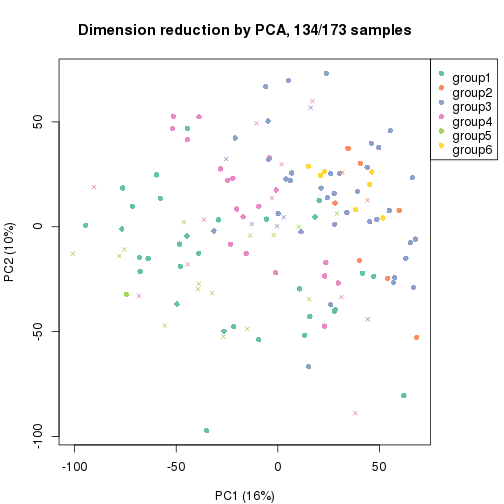 Dimension reduction by PCA, 134/173 samples
group1
group2
group3
group4
group5
group6
50
0
-50
-100
PC2 (10%)
-100
-50
0
50
PC1 (16%)